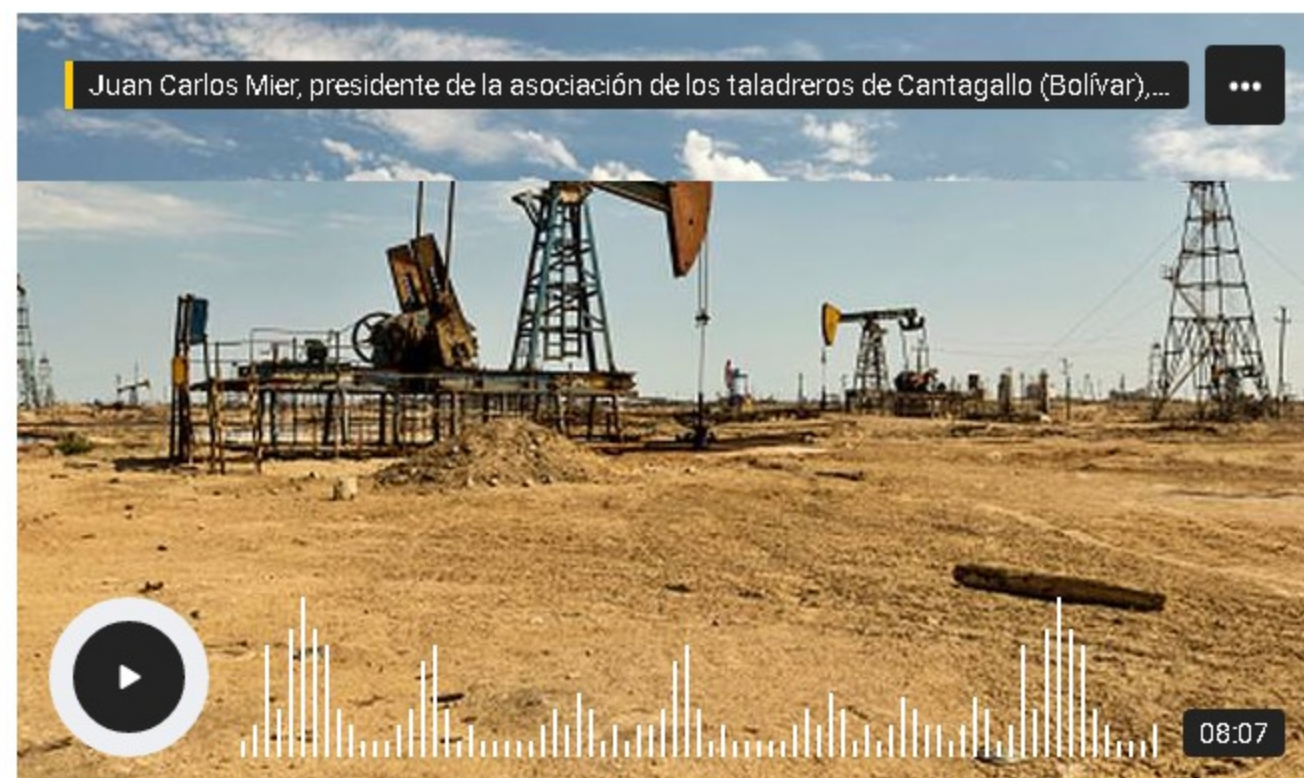 Juan Carlos Mier, presidente de la asociación de los taladreros de Cantagallo (Bolívar),...
08:07